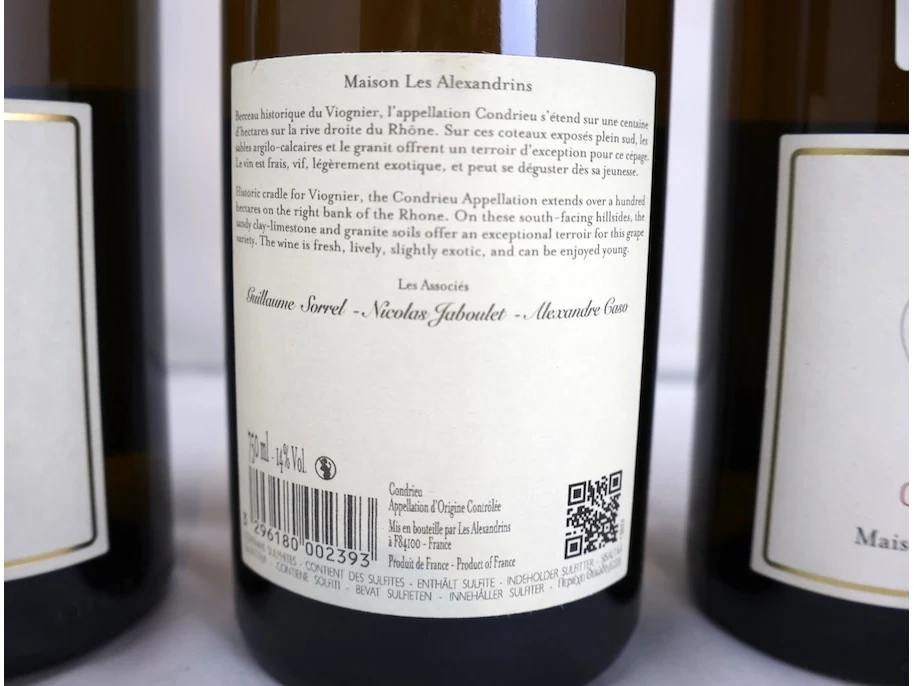 Maison Les Alexandrins
Berceau historique du Viognier, l'appellation Condrieu s'étend sur une centaine
d'hectares sur la rive droite du Rhône. Sur ces coteaux exposés plein sud, les
sables argilo-calcaires et le granit offrent un terroir d'exception pour ce cépage.
Le vin est frais, vif, légèrement exotique, et peut se déguster dès sa jeunesse.
Historic cradle for Viognier, the Condrieu Appellation extends over a hundred
hectares on the right bank of the Rhone. On these south-facing hillsides, the
sandy clay-limestone and granite soils offer an exceptional terroir for this grape
variety. The wine is fresh, lively, slightly exotic, and can be enjoyed young.
Les Associés
Guillaume Sorrel - Nicolas Jaboulet - Alexandre Caso
750 ml - 14% Vol.
3 296180 002393
Condrieu
Appellation d'Origine Contrôlée
Mis en bouteille par Les Alexandrins
à F84100 - France
Produit de France - Product of France
SULPHITES - CONTIENT DES SULFITES - ENTHÄLT SULFITE - INDEHOLDER SULFITTER
CONTIENE SOLFITI - BEVAT SULFIETEN - INNEHÅLLER SULFITER - Περιέχει
Mais